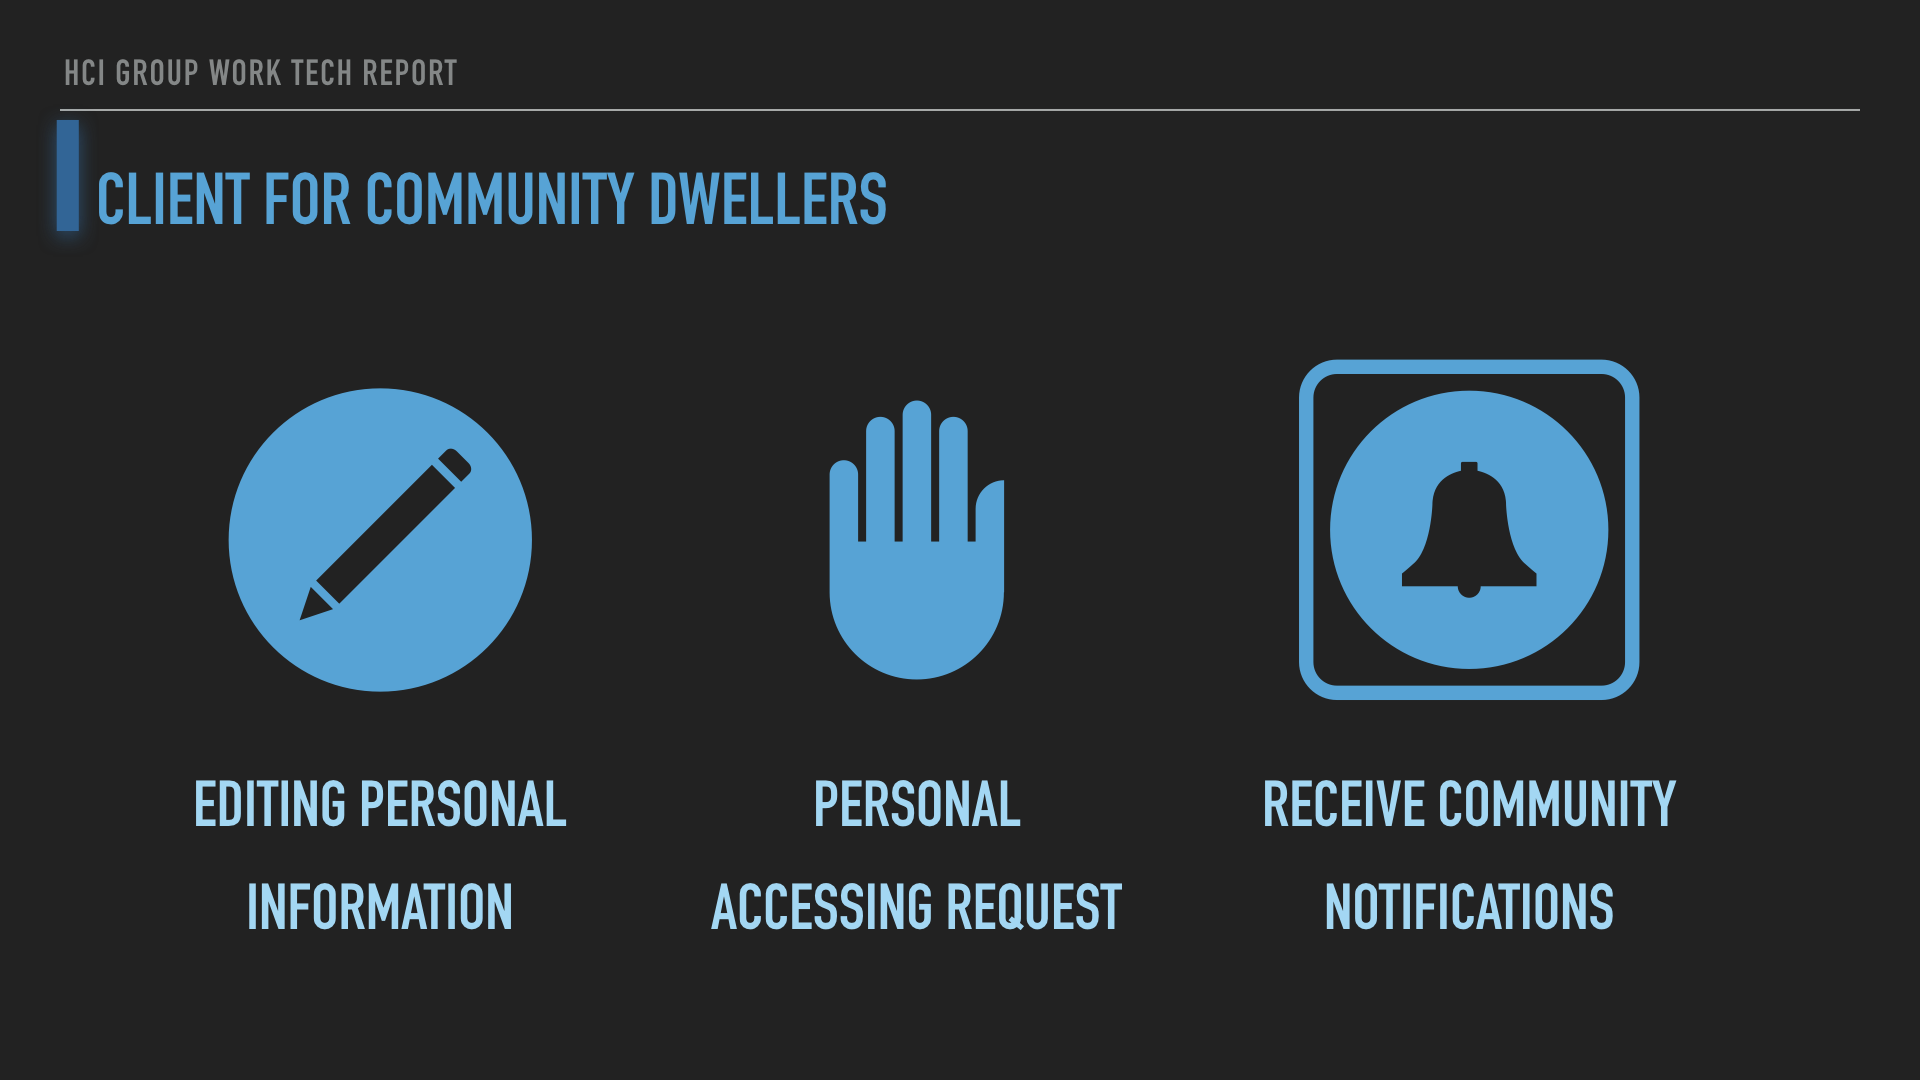 HCI GROUP WORK TECH REPORT
CLIENT FOR COMMUNITY DWELLERS
EDITING PERSONAL
INFORMATION
PERSONAL
ACCESSING REQUEST
RECEIVE COMMUNITY
NOTIFICATIONS